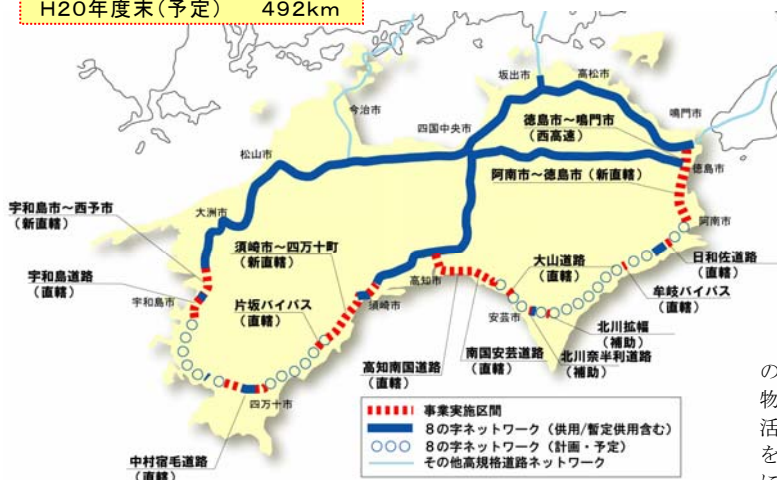 H20年度末(予定) 492km
坂出市
高松市
今治市
四国中央市
鳴門市
徳島市～鳴門市
（西高速）
松山市
徳島市
阿南市～徳島市（新直轄）
宇和島市～西予市
（新直轄）
大洲市
阿南市
須崎市～四万十町
（新直轄）
大山道路
（直轄）
日和佐道路
（直轄）
宇和島道路
（直轄）
高知市
牟岐バイパス
（直轄）
宇和島市
片坂バイパス
（直轄）
須崎市
安芸市
北川拡幅
（補助）
高知南国道路
（直轄）
南国安芸道路
（直轄）
北川奈半利道路
（補助）
四万十市
中村宿毛道路
（直轄）
事業実施区間
8の字ネットワーク（供用/暫定供用含む）
8の字ネットワーク（計画・予定）
その他高規格道路ネットワーク
の
物
活
を
に